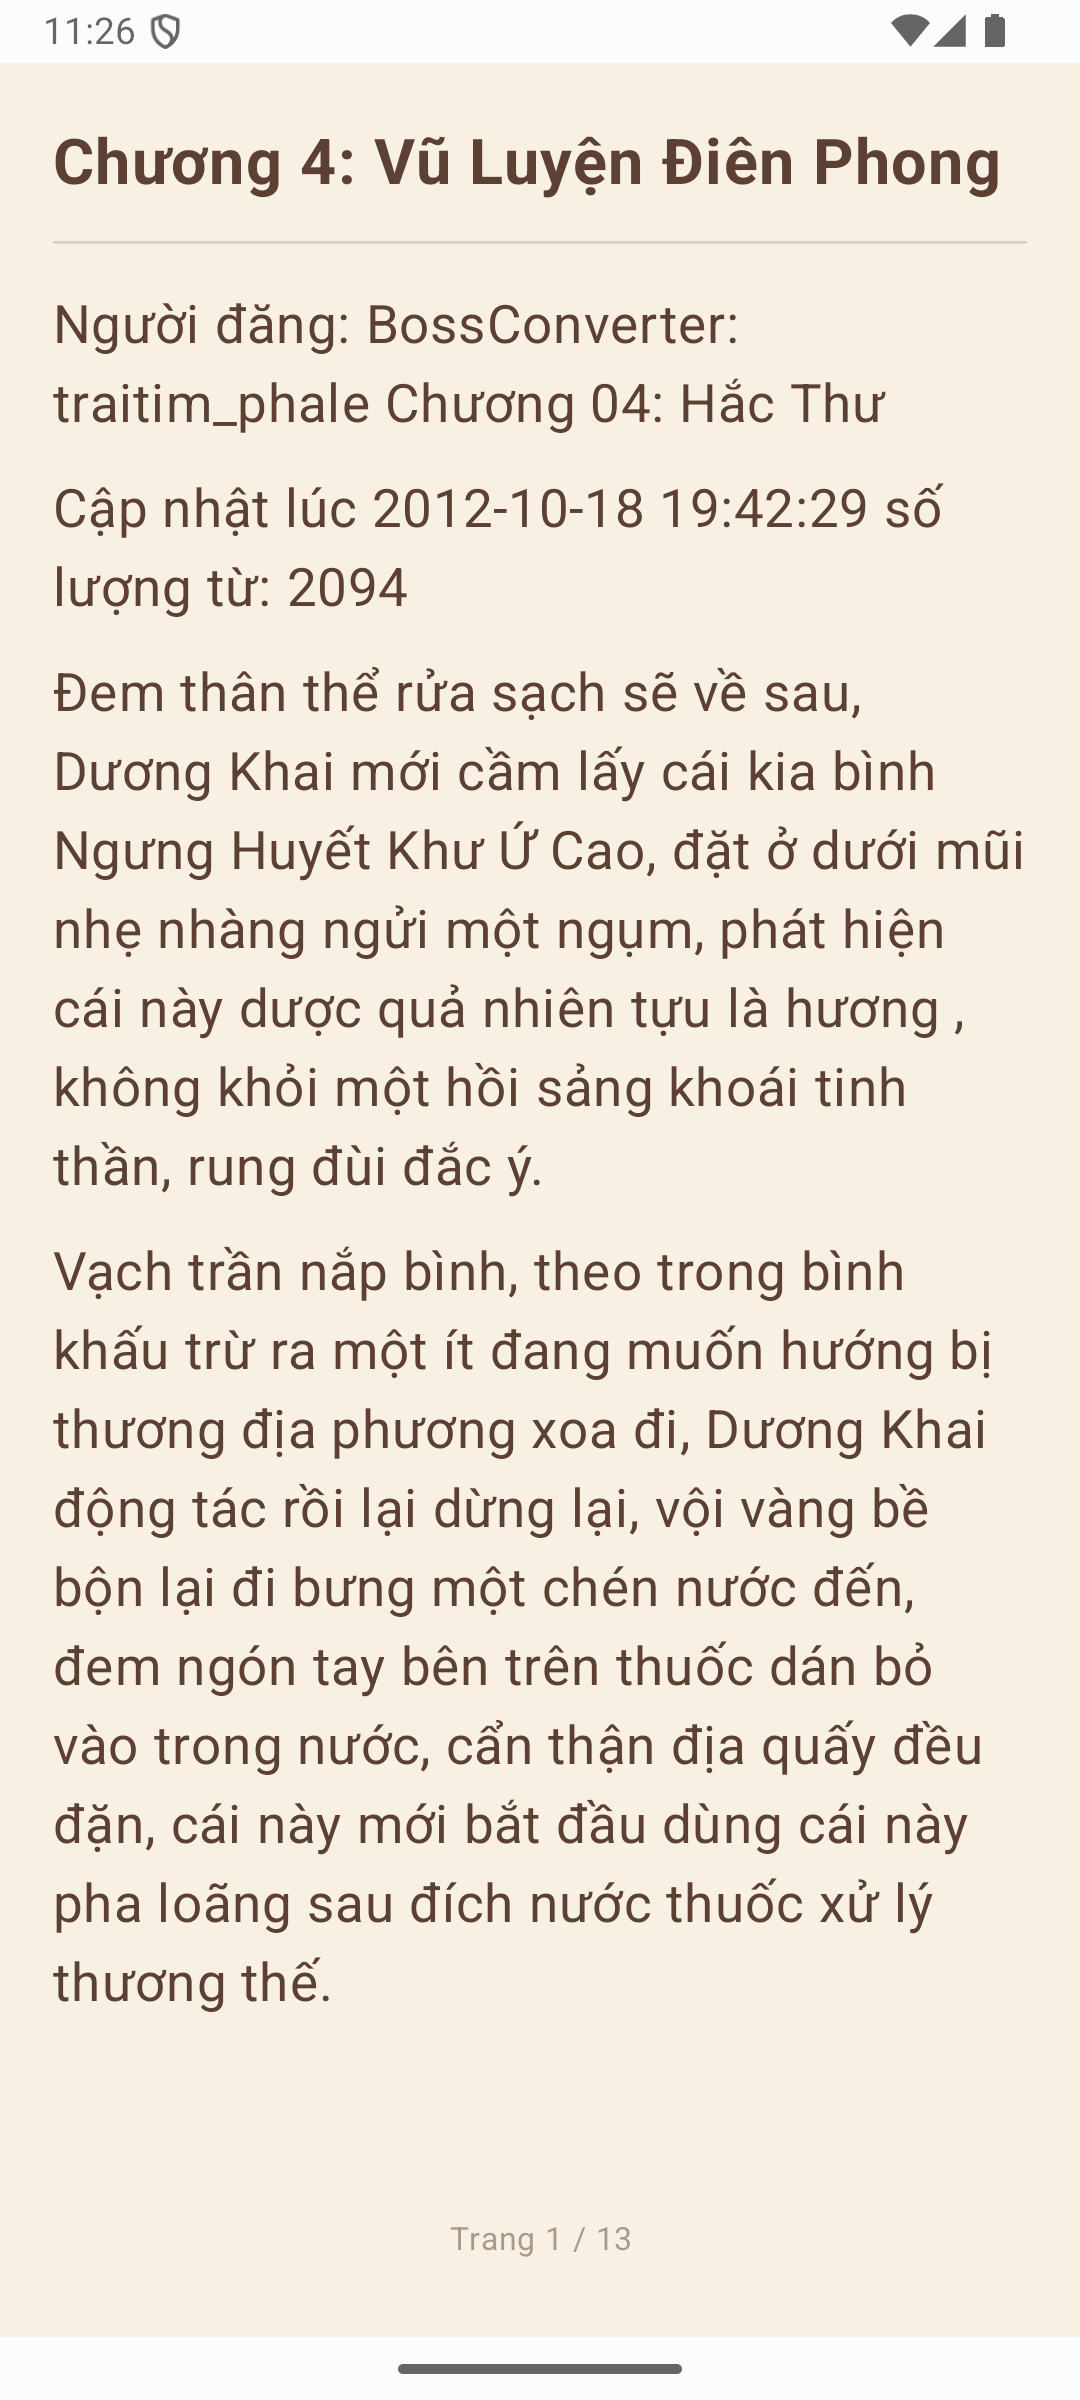 11:26
Chương 4: Vũ Luyện Điên Phong
Người đăng: BossConverter:
traitim_phale Chương 04: Hắc Thư
Cập nhật lúc 2012-10-18 19:42:29 số
lượng từ: 2094
Đem thân thể rửa sạch sẽ về sau,
Dương Khai mới cầm lấy cái kia bình
Ngưng Huyết Khư Ứ Cao, đặt ở dưới mũi
nhẹ nhàng ngửi một ngụm, phát hiện
cái này dược quả nhiên tựu là hương ,
không khỏi một hồi sảng khoái tinh
thần, rung đùi đắc ý.
Vạch trần nắp bình, theo trong bình
khấu trừ ra một ít đang muốn hướng bị
thương địa phương xoa đi, Dương Khai
động tác rồi lại dừng lại, vội vàng bề
bộn lại đi bưng một chén nước đến,
đem ngón tay bên trên thuốc dán bỏ
vào trong nước, cẩn thận địa quấy đều
đặn, cái này mới bắt đầu dùng cái này
pha loãng sau đích nước thuốc xử lý
thương thế.
Trang 1 / 13